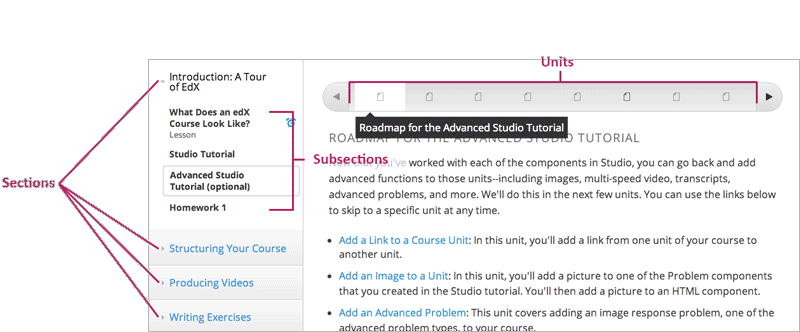 Units
Introduction: A Tour
of EdX
What Does an edX
Course Look Like?
Lesson
Studio Tutorial
Advanced Studio
Tutorial (optional)
Homework 1
Subsections
Sections
Structuring Your Course
Producing Videos
Writing Exercises
Roadmap for the Advanced Studio Tutorial
ROADMAP FOR THE ADVANCED STUDIO TUTORIAL
Now that you've worked with each of the components in Studio, you can go back and add
advanced functions to those units--including images, multi-speed video, transcripts,
advanced problems, and more. We'll do this in the next few units. You can use the links below
to skip to a specific unit at any time.
Add a Link to a Course Unit: In this unit, you'll add a link from one unit of your course to
another unit.
Add an Image to a Unit: In this unit, you'll add a picture to one of the Problem components
that you created in the Studio tutorial. You'll then add a picture to an HTML component.
Add an Advanced Problem: This unit covers adding an image response problem, one of the
advanced problem types, to your course.